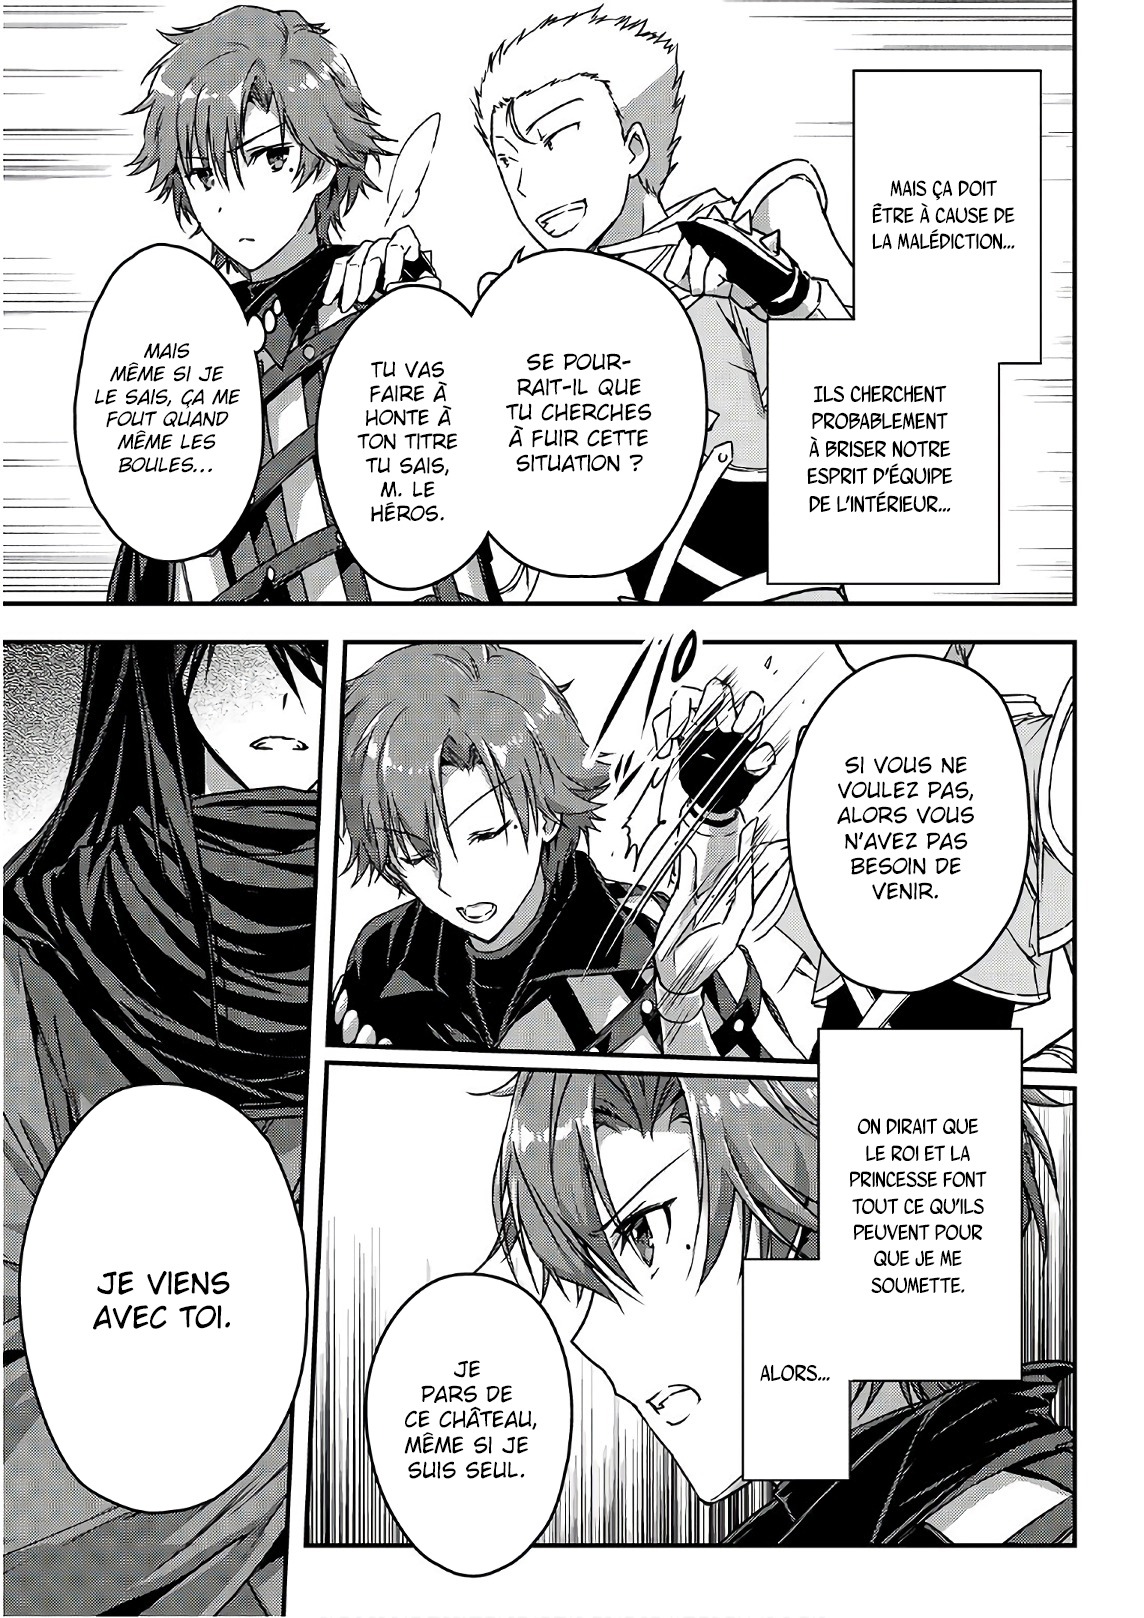 MAIS ÇA DOIT
ÊTRE À CAUSE DE
LA MALÉDICTION...
ILS CHERCHENT
PROBABLEMENT
À BRISER NOTRE
ESPRIT D'ÉQUIPE
DE L'INTÉRIEUR...
SE POUR-
RAIT-IL QUE
TU CHERCHES
À FUIR CETTE
SITUATION ?
TU VAS
FAIRE À
HONTE À
TON TITRE
TU SAIS,
M. LE
HÉROS.
MAIS
MÊME SI JE
LE SAIS, ÇA ME
FOUT QUAND
MÊME LES
BOULES...
SI VOUS NE
VOULEZ PAS,
ALORS VOUS
N'AVEZ PAS
BESOIN DE
VENIR.
ON DIRAIT QUE
LE ROI ET LA
PRINCESSE FONT
TOUT CE QU'ILS
PEUVENT POUR
QUE JE ME
SOUMETTE.
ALORS...
JE
PARS DE
CE CHÂTEAU,
MÊME SI JE
SUIS SEUL.
JE VIENS
AVEC TOI.